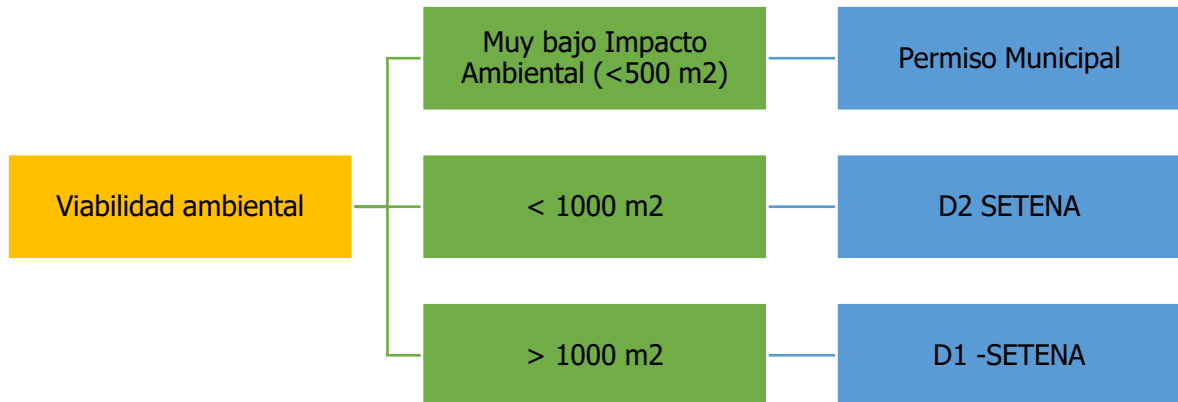 Muy bajo Impacto
Ambiental (<500 m2)
Permiso Municipal
Viabilidad ambiental
< 1000 m2
D2 SETENA
> 1000 m2
D1 -SETENA